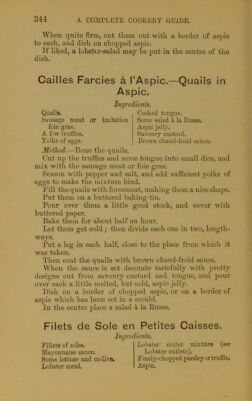 344 A COMPLETE COOKERY GUIDE.
When quite firm, cut them out with a border of aspic
to each, and dish on chopped aspic.
If liked, a lobster-salad may be put in the centre of the
dish.
Cailles Farcies à l'Aspic.—Quails in
Aspic.
Ingredients.
Quails.
Sausage meat or imitation
foie gras.
A few truffles.
Yolks of eggs.
Cooked tongue.
Some salad à la Russe.
Aspic jelly.
Savoury custard.
Brown chaud-froid sauce.
Method.—Bone the quails.
Cut up the truffles and some tongue into small dice, and
mix with the sausage meat or foie gras.
Season with pepper and salt, and add sufficient yolks of
eggs to make the mixture bind.
Fill the quails with forcemeat, making them a nice shape.
Put them on a buttered baking-tin.
Pour over them a little good stock, and cover with
buttered paper.
Bake them for about half an hour.
Let them get cold; then divide each one in two, length-
ways.
Put a leg in each half, close to the place from which it
was taken.
Then coat the quails with brown chaud-froid sauce.
When the sauce is set decorate tastefully with pretty
designs cut from savoury custard and tongue, and pour
over each a little melted, but cold, aspic jelly.
Dish on a border of chopped aspic, or on a border of
aspic which has been set in a mould.
In the centre place a salad à la Russe.
Filets de Sole en Petites Caisses.
Ingredients.
Fillets of soles.
Mayonnaise sauce.
Some lettuce and endive.
Lobster coral.
Lobster cutlet mixture (see
Lobster cutlets).
Finely-chopped parsley or truffle.
Aspic.